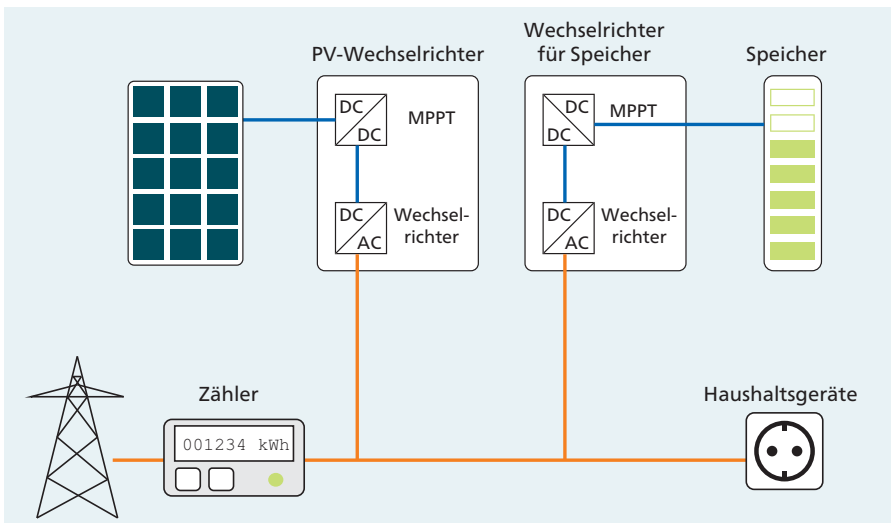 PV-Wechselrichter
Wechselrichter
für Speicher
Speicher
DC
DC
MPPT
DC
DC
MPPT
DC
AC
Wechsel-
richter
DC
AC
Wechsel-
richter
Zähler
001234 kWh
Haushaltsgeräte